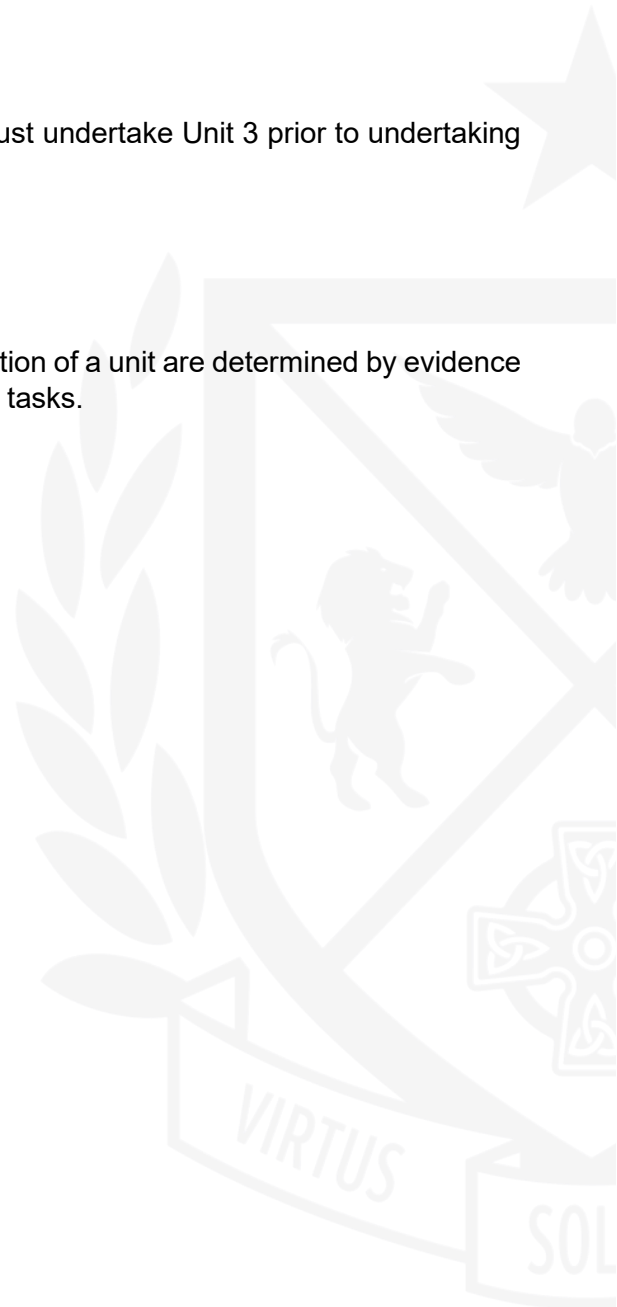 ust undertake Unit 3 prior to undertaking
tion of a unit are determined by evidence
tasks.
VIRTUS
SOL